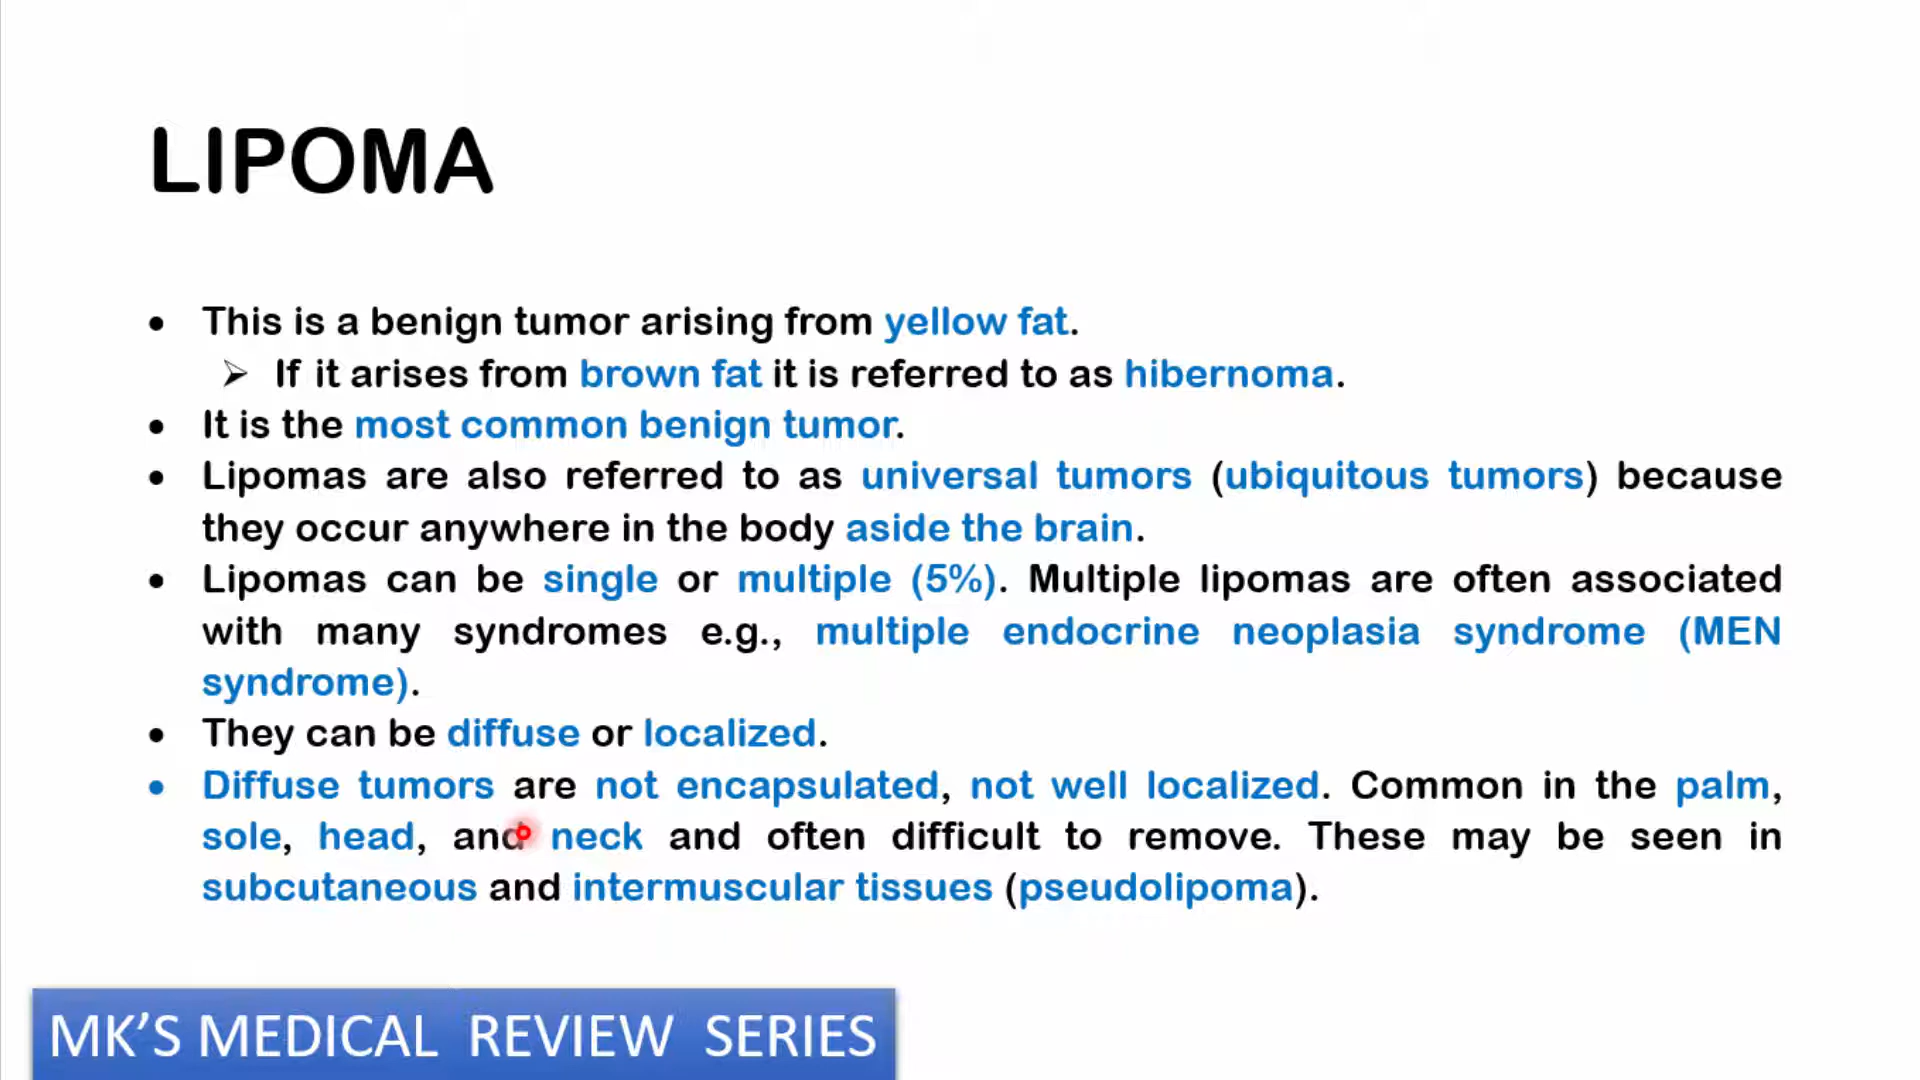 LIPOMA
• This is a benign tumor arising from yellow fat.
➢ If it arises from brown fat it is referred to as hibernoma.
• It is the most common benign tumor.
• Lipomas are also referred to as universal tumors (ubiquitous tumors) because
they occur anywhere in the body aside the brain.
• Lipomas can be single or multiple (5%). Multiple lipomas are often associated
with many syndromes e.g., multiple endocrine neoplasia syndrome (MEN
syndrome).
• They can be diffuse or localized.
• Diffuse tumors are not encapsulated, not well localized. Common in the palm,
sole, head, and neck and often difficult to remove. These may be seen in
subcutaneous and intermuscular tissues (pseudolipoma).
MK’S MEDICAL REVIEW SERIES